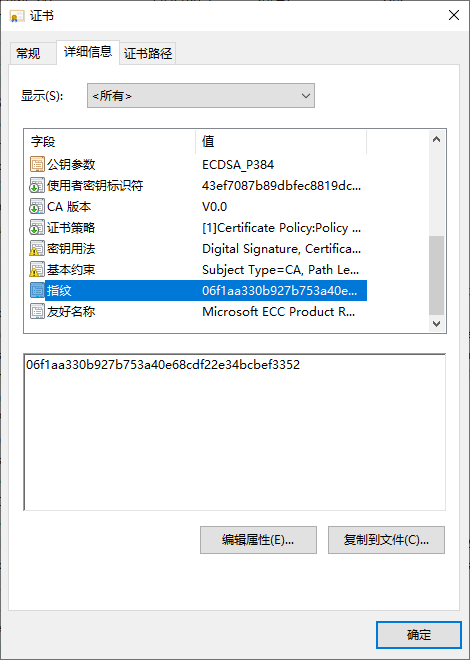 证书
常规 详细信息 证书路径
显示(S): <所有>
字段 值
公钥参数 ECDSA_P384
使用者密钥标识符 43ef7087b89dbfec8819dc...
CA 版本 V0.0
证书策略 [1]Certificate Policy:Policy ...
密钥用法 Digital Signature, Certifica...
基本约束 Subject Type=CA, Path Le...
指纹 06f1aa330b927b753a40e...
友好名称 Microsoft ECC Product R...
06f1aa330b927b753a40e68cdf22e34bcbef3352
编辑属性(E)... 复制到文件(C)...
确定